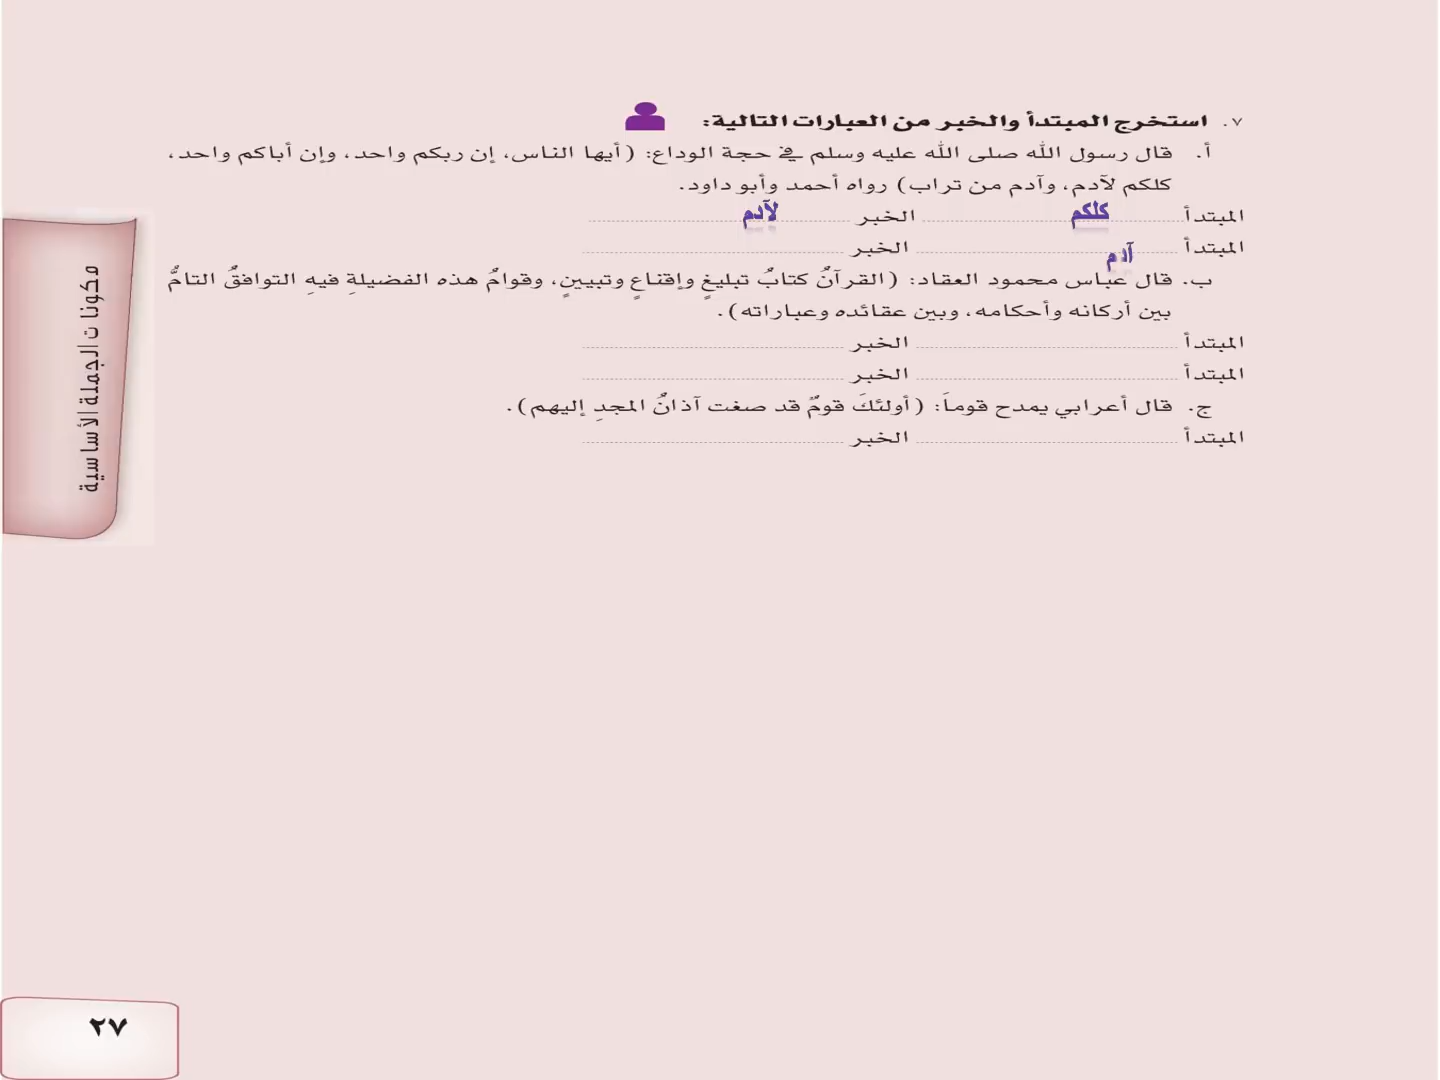 ٧. استخرج المبتدأ والخبر من العبارات التالية:
أ. قال رسول الله صلى الله عليه وسلم في حجة الوداع: (أيها الناس، إن ربكم واحد، وإن أباكم واحد،
كلكم لآدم، وآدم من تراب) رواه أحمد وأبو داود.
المبتدأ كلكم الخبر لآدم
المبتدأ آدم الخبر
ب. قال عباس محمود العقاد: (القرآنُ كتابُ تبليغٍ وإقناعٍ وتبيينٍ، وقوامُ هذه الفضيلةِ فيهِ التوافقُ التامُّ
بين أركانه وأحكامه، وبين عقائده وعباراته).
المبتدأ الخبر
المبتدأ الخبر
ج. قال أعرابي يمدح قوماً: (أولئكَ قومٌ قد صغت آذانُ المجدِ إليهم).
المبتدأ الخبر
مكونات الجملة الأساسية
٢٧